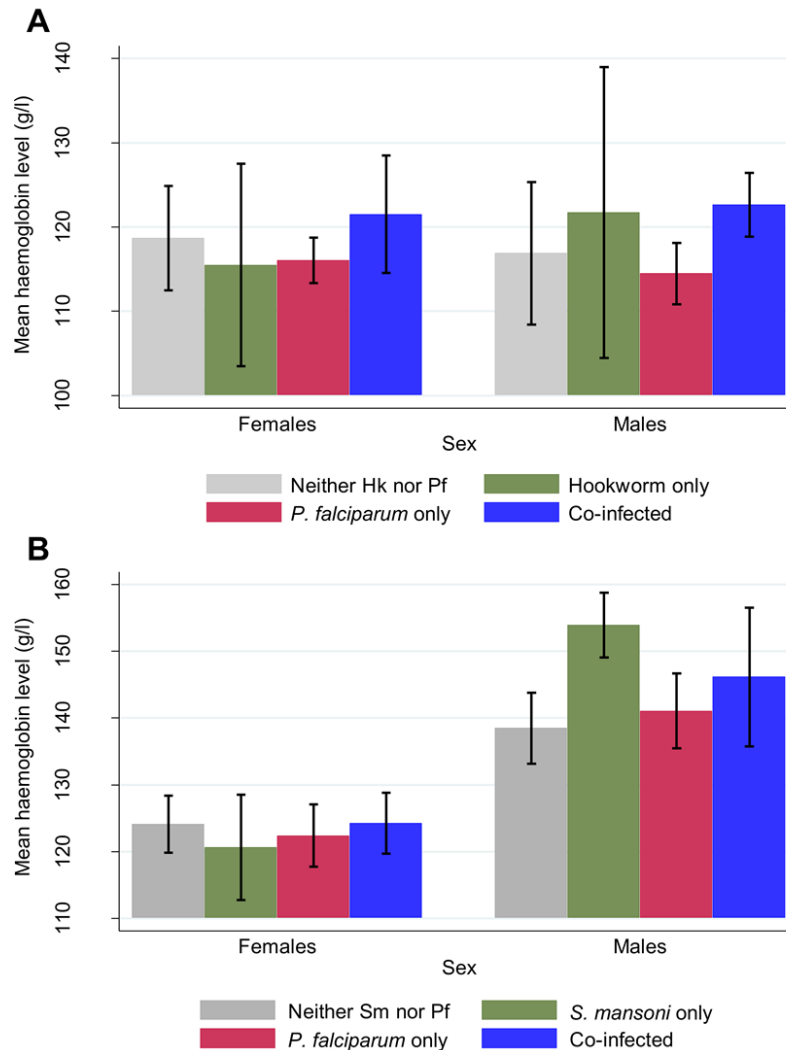 A
Mean haemoglobin level (g/l)
140
130
120
110
100
Females
Males
Sex
Neither Hk nor Pf
Hookworm only
P. falciparum only
Co-infected
B
Mean haemoglobin level (g/l)
160
150
140
130
120
110
Females
Males
Sex
Neither Sm nor Pf
S. mansoni only
P. falciparum only
Co-infected